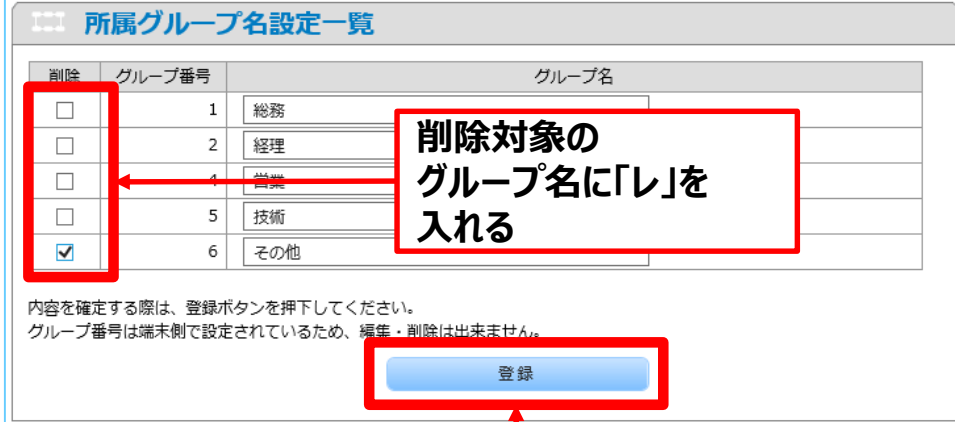 所属グループ名設定一覧
削除 グループ番号 グループ名
1 総務
2 経理
4 営業
5 技術
6 その他
削除対象の
グループ名に「レ」を
入れる
内容を確定する際は、登録ボタンを押下してください。
グループ番号は端末側で設定されているため、編集・削除は出来ません。
登録